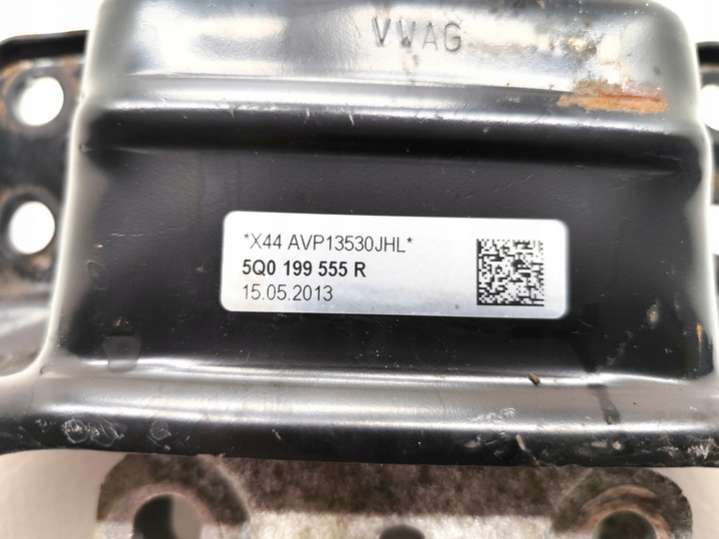 VWAG
*X44 AVP13530JHL*
5Q0 199 555 R
15.05.2013